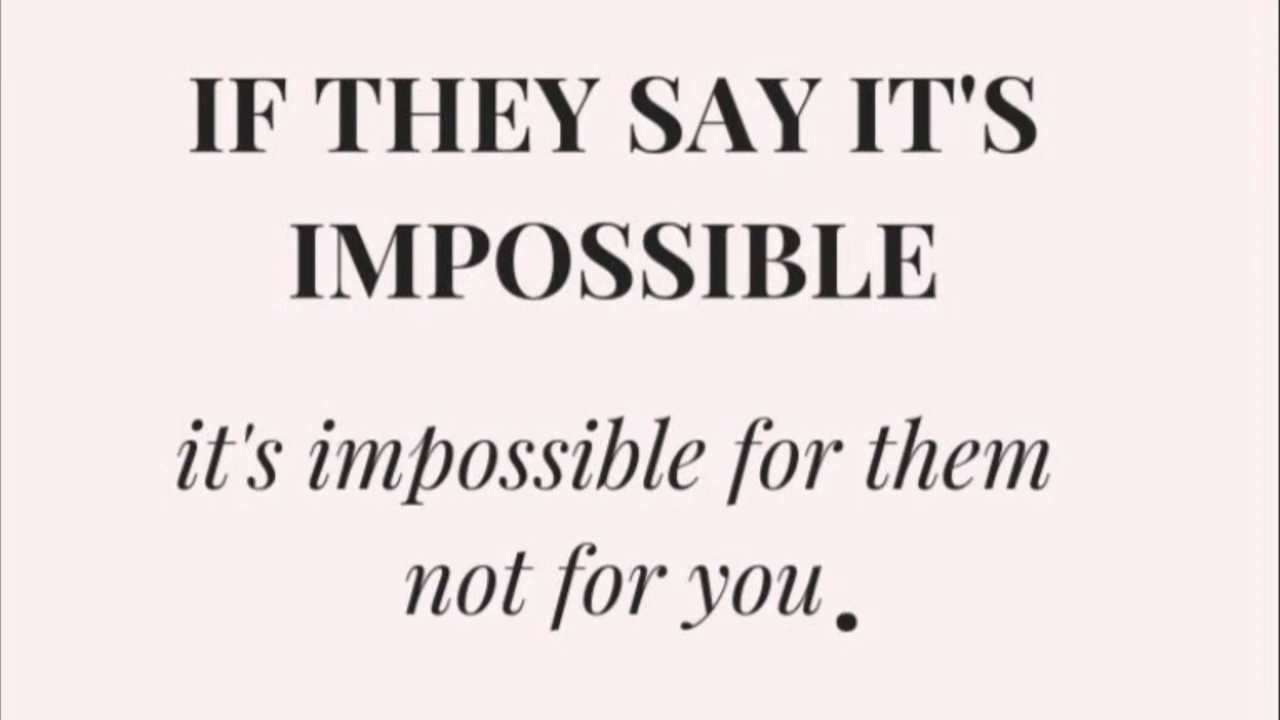 IF THEY SAY IT'S
IMPOSSIBLE
it's impossible for them
not for you.